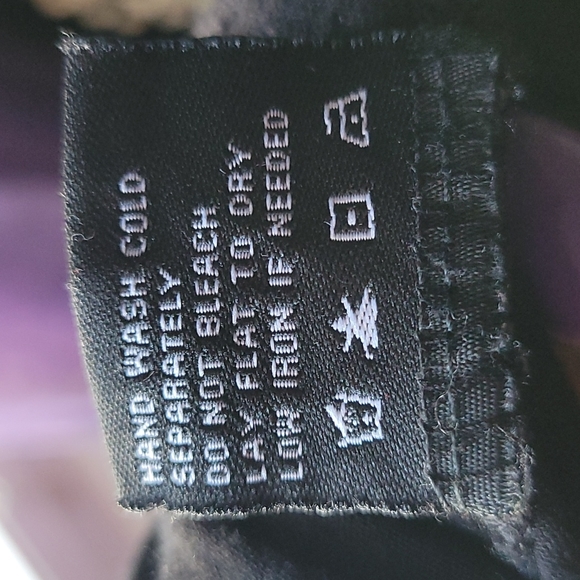 HAND WASH COLD
SEPARATELY
DO NOT BLEACH
LAY FLAT TO DRY
LOW IRON IF NEEDED